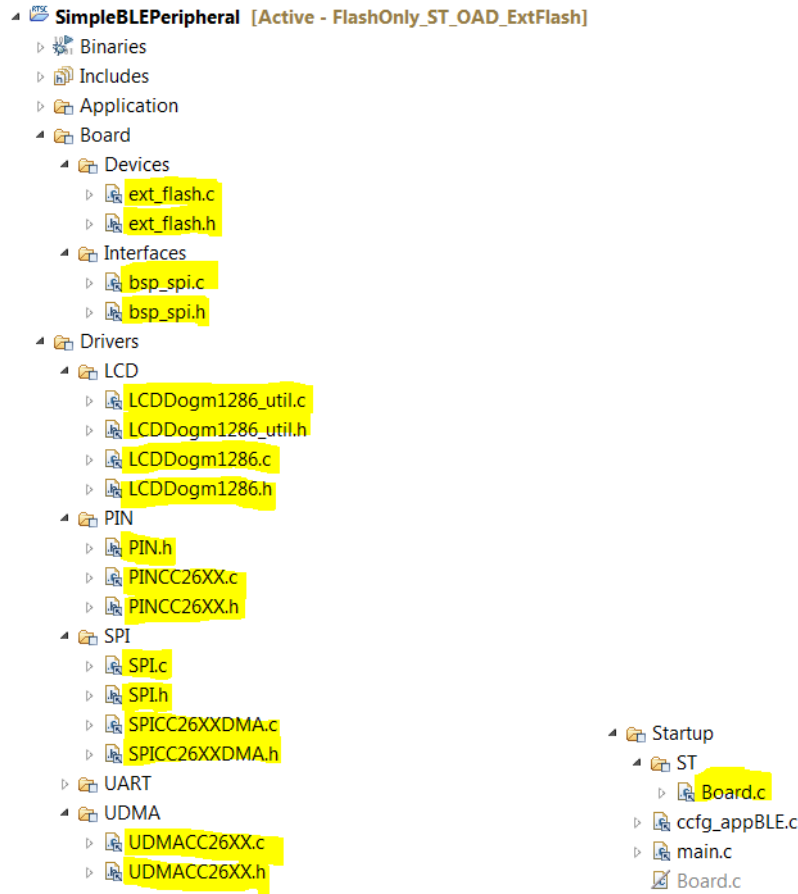 SimpleBLEPeripheral [Active - FlashOnly_ST_OAD_ExtFlash]
Binaries
Includes
Application
Board
Devices
ext_flash.c
ext_flash.h
Interfaces
bsp_spi.c
bsp_spi.h
Drivers
LCD
LCDDogm1286_util.c
LCDDogm1286_util.h
LCDDogm1286.c
LCDDogm1286.h
PIN
PIN.h
PINCC26XX.c
PINCC26XX.h
SPI
SPI.c
SPI.h
SPICC26XXDMA.c
SPICC26XXDMA.h
UART
UDMA
UDMACC26XX.c
UDMACC26XX.h
Startup
ST
Board.c
ccfg_appBLE.c
main.c
Board.c